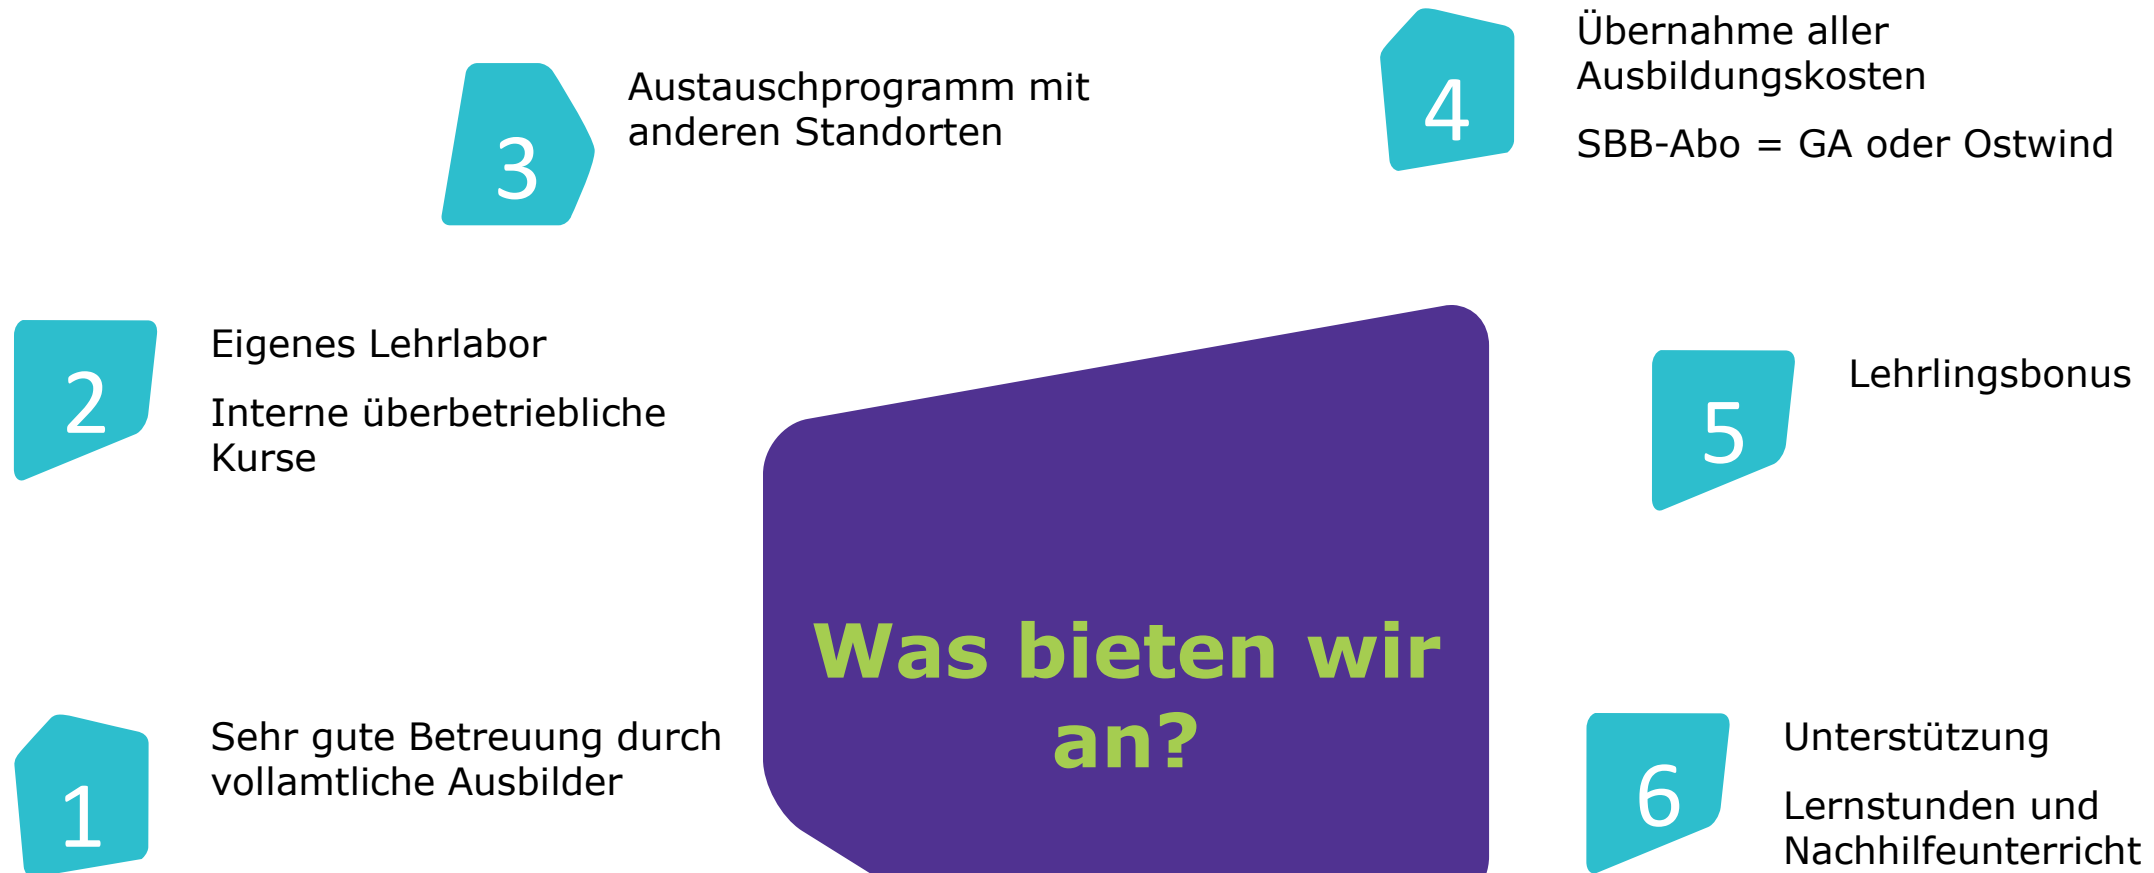 4
Übernahme aller
Ausbildungskosten
SBB-Abo = GA oder Ostwind
3
Austauschprogramm mit
anderen Standorten
2
Eigenes Lehrlabor
Interne überbetriebliche
Kurse
5
Lehrlingsbonus
Was bieten wir
an?
1
Sehr gute Betreuung durch
vollamtliche Ausbilder
6
Unterstützung
Lernstunden und
Nachhilfeunterricht